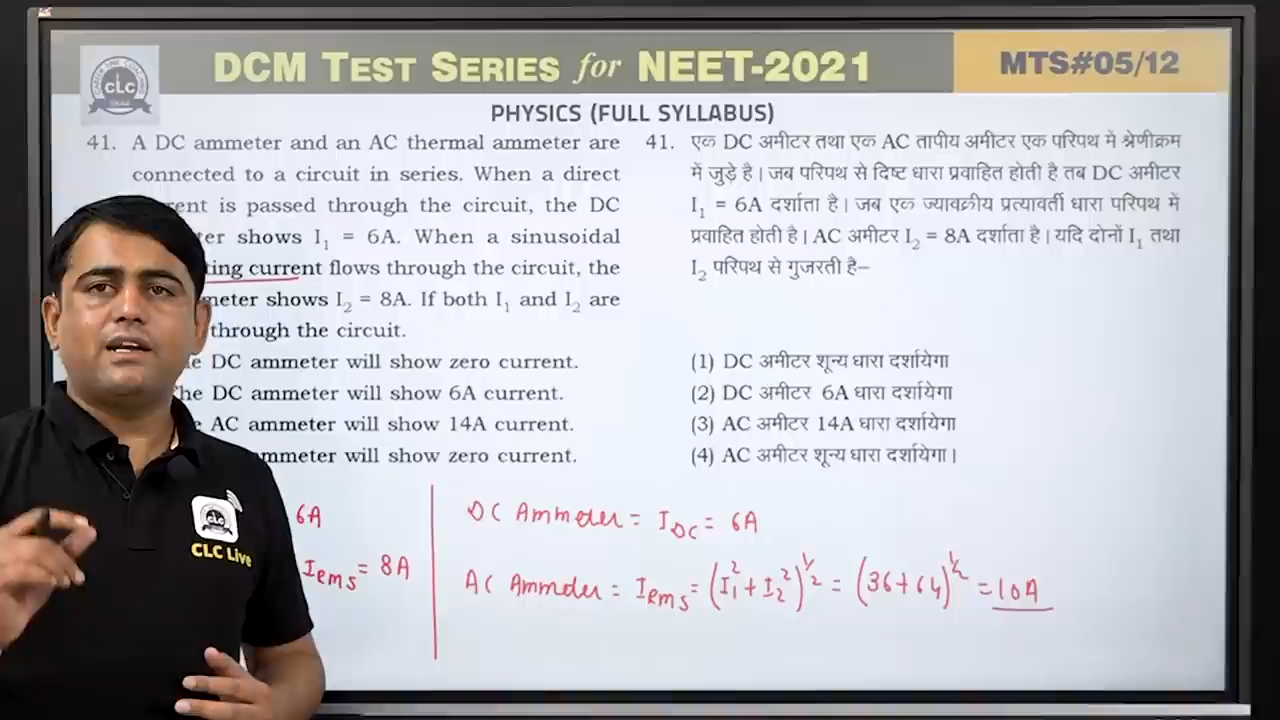 DCM TEST SERIES for NEET-2021
MTS#05/12
CLC
PHYSICS (FULL SYLLABUS)
41. A DC ammeter and an AC thermal ammeter are
connected to a circuit in series. When a direct
is passed through the circuit, the DC
shows I₁ = 6A. When a sinusoidal
current flows through the circuit, the
shows I₂ = 8A. If both I₁ and I₂ are
through the circuit.
DC ammeter will show zero current.
DC ammeter will show 6A current.
AC ammeter will show 14A current.
will show zero current.
41. एक DC अमीटर तथा एक AC तापीय अमीटर एक परिपथ में श्रेणीक्रम
में जुड़े है। जब परिपथ से दिष्ट धारा प्रवाहित होती है तब DC अमीटर
I₁ = 6A दर्शाता है। जब एक ज्यावक्रीय प्रत्यावर्ती धारा परिपथ में
प्रवाहित होती है। AC अमीटर I₂ = 8A दर्शाता है। यदि दोनों I₁ तथा
I₂ परिपथ से गुजरती है–
(1) DC अमीटर शून्य धारा दर्शायेगा
(2) DC अमीटर 6A धारा दर्शायेगा
(3) AC अमीटर 14A धारा दर्शायेगा
(4) AC अमीटर शून्य धारा दर्शायेगा।
6A
Irms = 8A
DC Ammeter = IDC = 6A
AC Ammeter = Irms = (I₁² + I₂²)^½ = (36+64)^½ = 10A
CLC
CLC Live